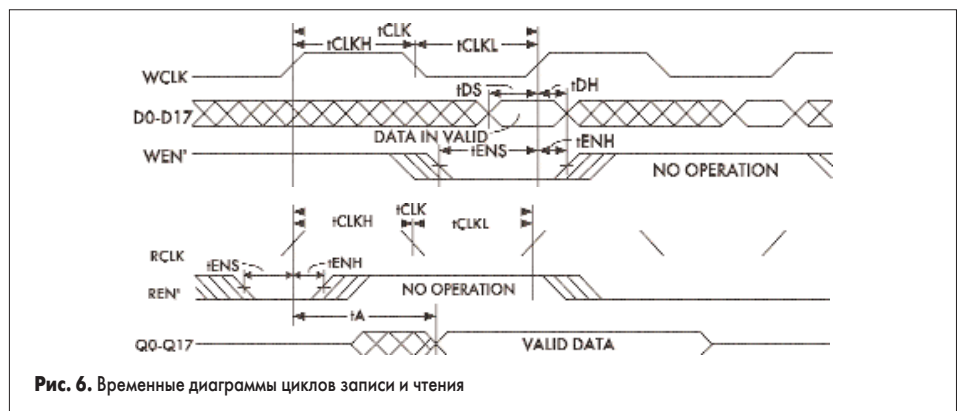 tCLK
tCLKH tCLKL
WCLK
tDS tDH
D0-D17
DATA IN VALID
tENS tENH
WEN'
NO OPERATION
tCLK
tCLKH tCLKL
RCLK
tENS tENH
REN'
NO OPERATION
tA
Q0-Q17
VALID DATA
Рис. 6. Временные диаграммы циклов записи и чтения